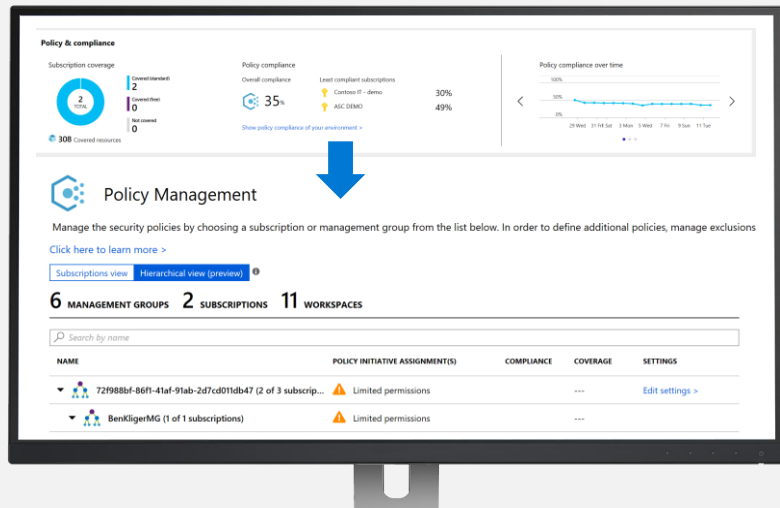 Policy & compliance
Subscription coverage
2
TOTAL
Covered (standard)
2
Covered (free)
0
Not covered
0
308 Covered resources
Policy compliance
Overall compliance
35%
Least compliant subscriptions
Contoso IT - demo 30%
ASC DEMO 49%
Show policy compliance of your environment >
Policy compliance over time
100%
50%
0%
29 Wed 31 Fri Sat 3 Mon 5 Wed 7 Fri 9 Sun 11 Tue
Policy Management
Manage the security policies by choosing a subscription or management group from the list below. In order to define additional policies, manage exclusions
Click here to learn more >
Subscriptions view Hierarchical view (preview)
6 MANAGEMENT GROUPS 2 SUBSCRIPTIONS 11 WORKSPACES
Search by name
NAME POLICY INITIATIVE ASSIGNMENT(S) COMPLIANCE COVERAGE SETTINGS
72f988bf-86f1-41af-91ab-2d7cd011db47 (2 of 3 subscrip... Limited permissions --- Edit settings >
BenKligerMG (1 of 1 subscriptions) Limited permissions ---